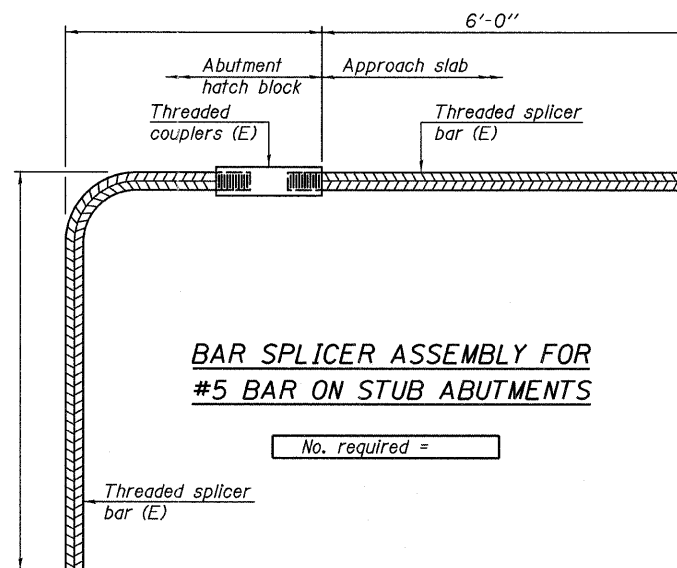 6'-0"
Abutment
hatch block
Approach slab
Threaded
couplers (E)
Threaded splicer
bar (E)
BAR SPLICER ASSEMBLY FOR
#5 BAR ON STUB ABUTMENTS
No. required =
Threaded splicer
bar (E)